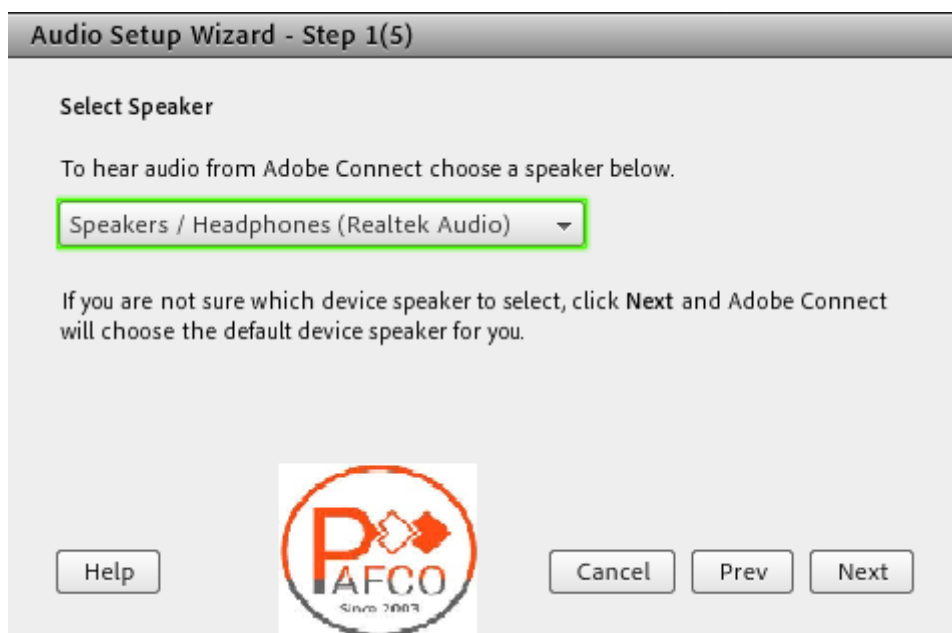 Audio Setup Wizard - Step 1(5)
Select Speaker
To hear audio from Adobe Connect choose a speaker below.
Speakers / Headphones (Realtek Audio)
If you are not sure which device speaker to select, click Next and Adobe Connect
will choose the default device speaker for you.
PAFCO
Since 2003
Help
Cancel
Prev
Next